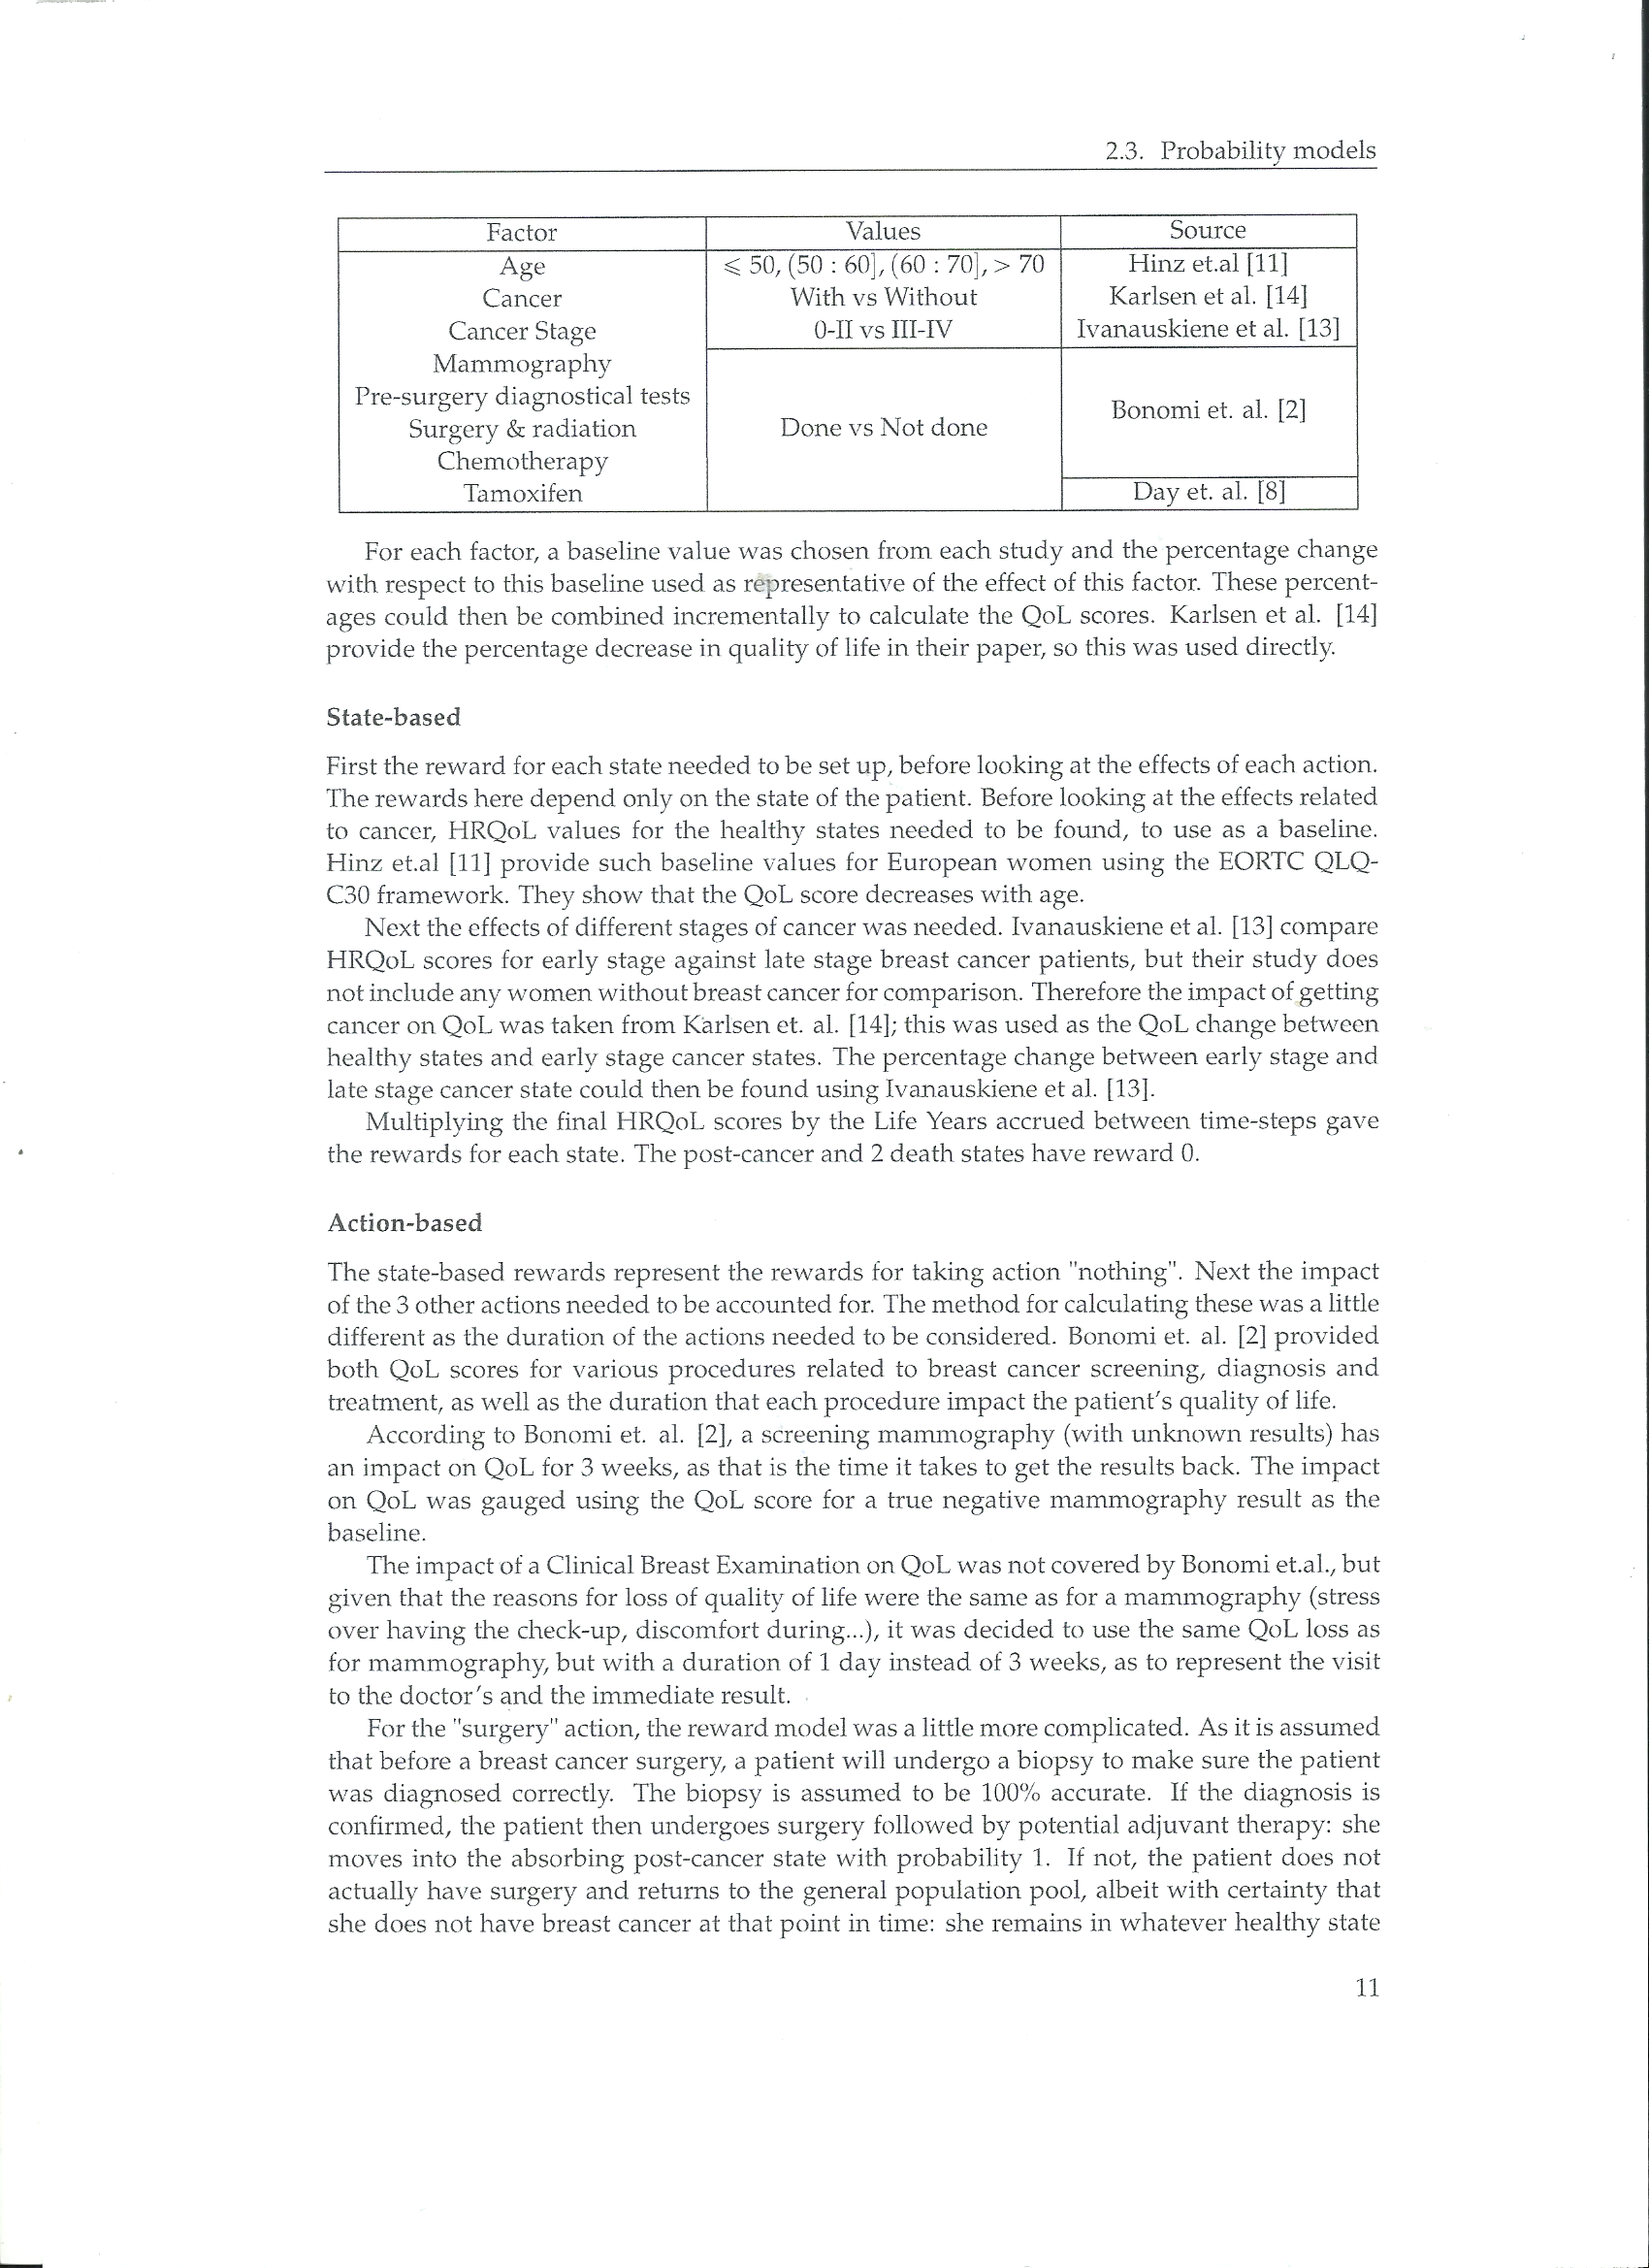 2.3. Probability models
Factor Values Source
Age ⩽ 50, (50 : 60], (60 : 70], > 70 Hinz et.al [11]
Cancer With vs Without Karlsen et al. [14]
Cancer Stage 0-II vs III-IV Ivanauskiene et al. [13]
Mammography
Pre-surgery diagnostical tests
Bonomi et. al. [2]
Surgery & radiation Done vs Not done
Chemotherapy
Tamoxifen Day et. al. [8]
For each factor, a baseline value was chosen from each study and the percentage change
with respect to this baseline used as representative of the effect of this factor. These percent-
ages could then be combined incrementally to calculate the QoL scores. Karlsen et al. [14]
provide the percentage decrease in quality of life in their paper, so this was used directly.
State-based
First the reward for each state needed to be set up, before looking at the effects of each action.
The rewards here depend only on the state of the patient. Before looking at the effects related
to cancer, HRQoL values for the healthy states needed to be found, to use as a baseline.
Hinz et.al [11] provide such baseline values for European women using the EORTC QLQ-
C30 framework. They show that the QoL score decreases with age.
Next the effects of different stages of cancer was needed. Ivanauskiene et al. [13] compare
HRQoL scores for early stage against late stage breast cancer patients, but their study does
not include any women without breast cancer for comparison. Therefore the impact of getting
cancer on QoL was taken from Karlsen et. al. [14]; this was used as the QoL change between
healthy states and early stage cancer states. The percentage change between early stage and
late stage cancer state could then be found using Ivanauskiene et al. [13].
Multiplying the final HRQoL scores by the Life Years accrued between time-steps gave
the rewards for each state. The post-cancer and 2 death states have reward 0.
Action-based
The state-based rewards represent the rewards for taking action "nothing". Next the impact
of the 3 other actions needed to be accounted for. The method for calculating these was a little
different as the duration of the actions needed to be considered. Bonomi et. al. [2] provided
both QoL scores for various procedures related to breast cancer screening, diagnosis and
treatment, as well as the duration that each procedure impact the patient's quality of life.
According to Bonomi et. al. [2], a screening mammography (with unknown results) has
an impact on QoL for 3 weeks, as that is the time it takes to get the results back. The impact
on QoL was gauged using the QoL score for a true negative mammography result as the
baseline.
The impact of a Clinical Breast Examination on QoL was not covered by Bonomi et.al., but
given that the reasons for loss of quality of life were the same as for a mammography (stress
over having the check-up, discomfort during...), it was decided to use the same QoL loss as
for mammography, but with a duration of 1 day instead of 3 weeks, as to represent the visit
to the doctor's and the immediate result.
For the "surgery" action, the reward model was a little more complicated. As it is assumed
that before a breast cancer surgery, a patient will undergo a biopsy to make sure the patient
was diagnosed correctly. The biopsy is assumed to be 100% accurate. If the diagnosis is
confirmed, the patient then undergoes surgery followed by potential adjuvant therapy: she
moves into the absorbing post-cancer state with probability 1. If not, the patient does not
actually have surgery and returns to the general population pool, albeit with certainty that
she does not have breast cancer at that point in time: she remains in whatever healthy state
11